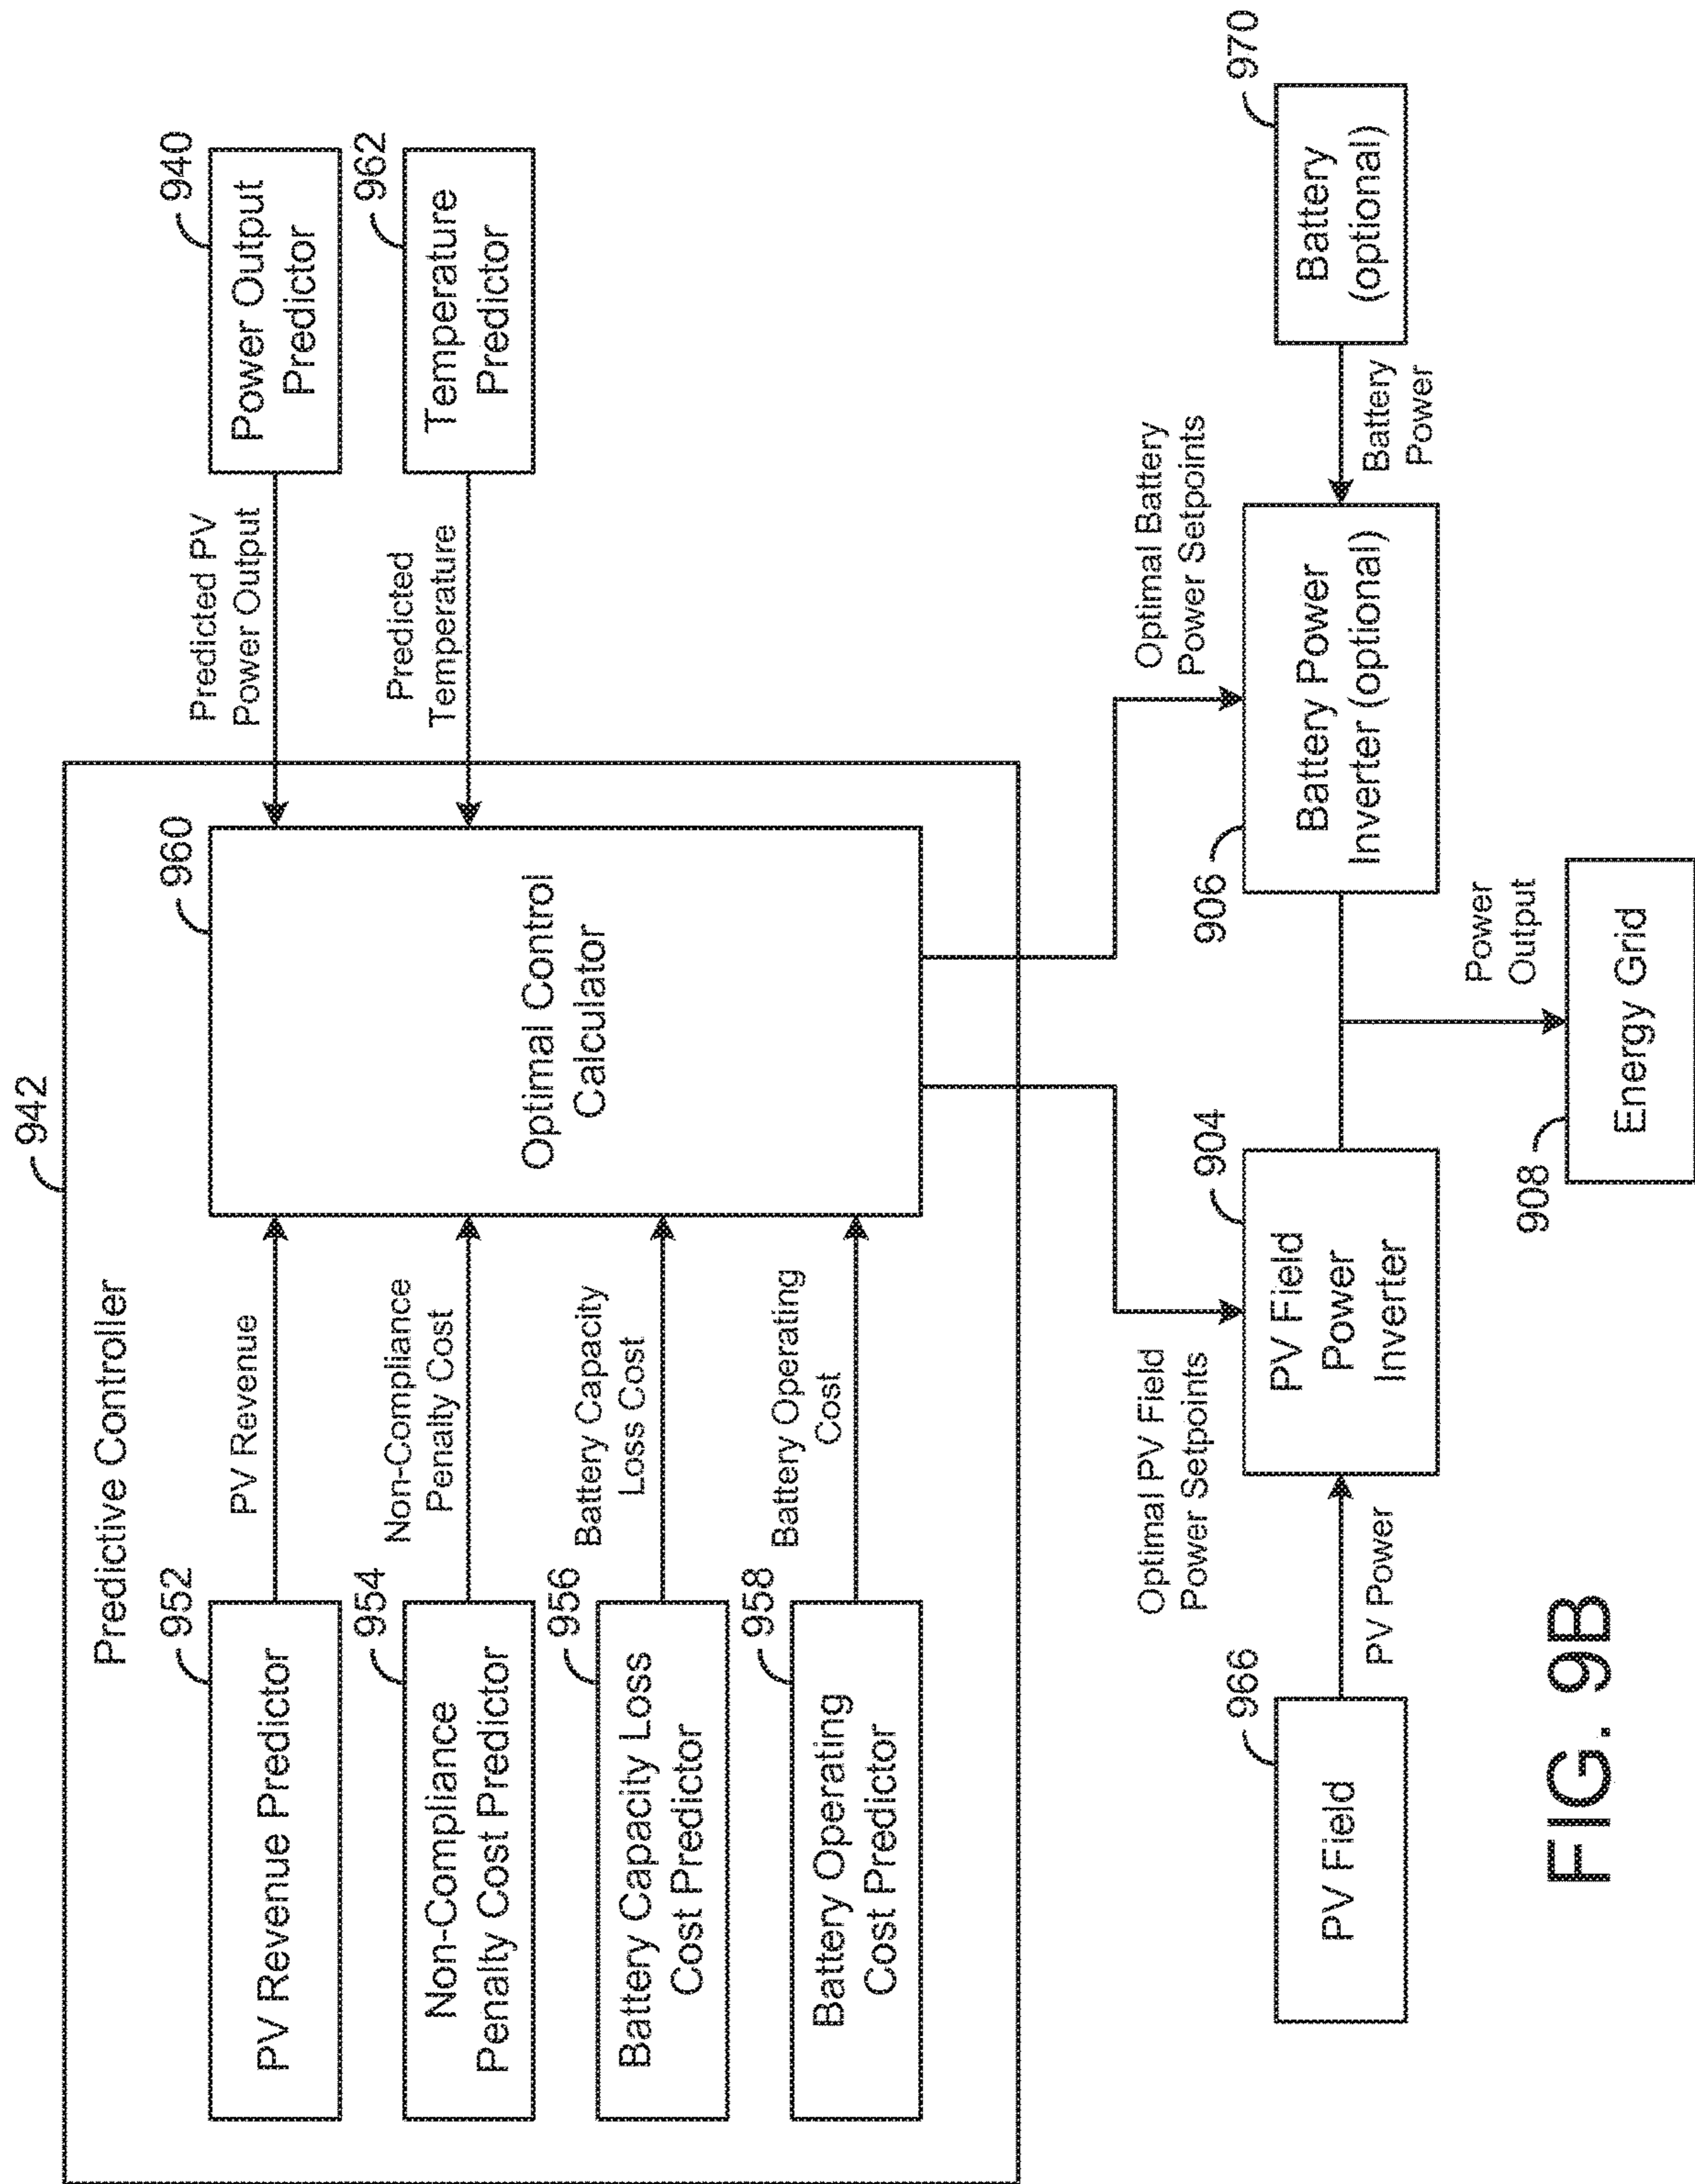 942
Predictive Controller
952
PV Revenue Predictor
PV Revenue
954
Non-Compliance
Penalty Cost Predictor
Non-Compliance
Penalty Cost
956
Battery Capacity Loss
Cost Predictor
Battery Capacity
Loss Cost
958
Battery Operating
Cost Predictor
Battery Operating
Cost
960
Optimal Control
Calculator
Predicted PV
Power Output
940
Power Output
Predictor
Predicted
Temperature
962
Temperature
Predictor
Optimal PV Field
Power Setpoints
Optimal Battery
Power Setpoints
966
PV Field
PV Power
904
PV Field
Power
Inverter
906
Battery Power
Inverter (optional)
Battery
Power
970
Battery
(optional)
Power
Output
908
Energy Grid
FIG. 9B